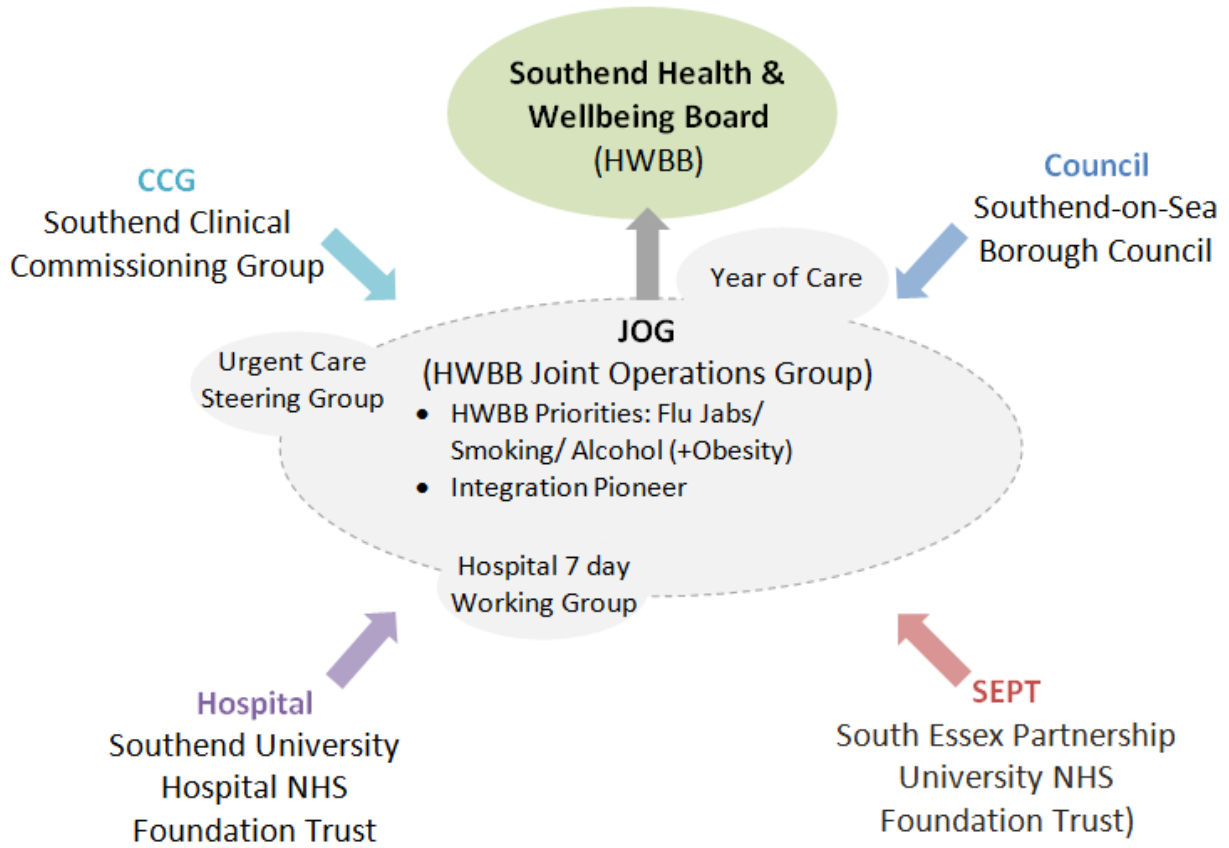 Southend Health &
Wellbeing Board
(HWBB)
CCG
Southend Clinical
Commissioning Group
Council
Southend-on-Sea
Borough Council
Year of Care
Urgent Care
Steering Group
JOG
(HWBB Joint Operations Group)
• HWBB Priorities: Flu Jabs/
Smoking/ Alcohol (+Obesity)
• Integration Pioneer
Hospital 7 day
Working Group
Hospital
Southend University
Hospital NHS
Foundation Trust
SEPT
South Essex Partnership
University NHS
Foundation Trust)